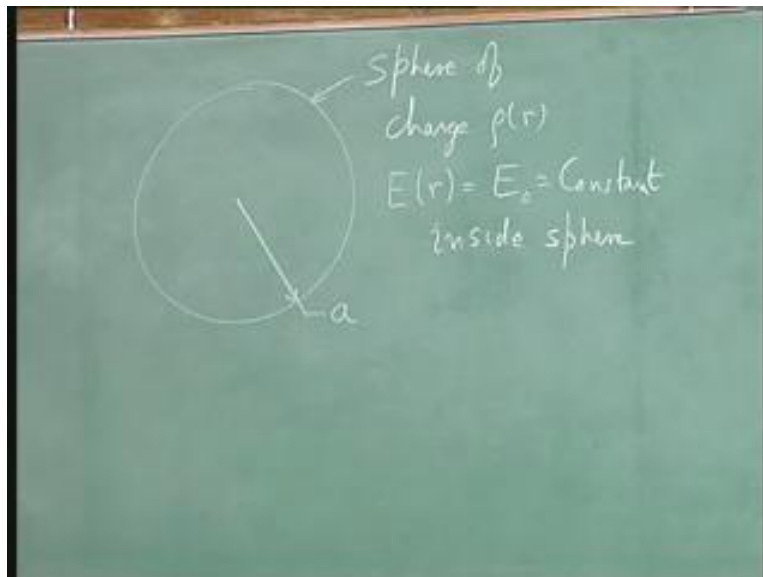 sphere of
charge ρ(r)
E(r) = E₀ = Constant
inside sphere
a